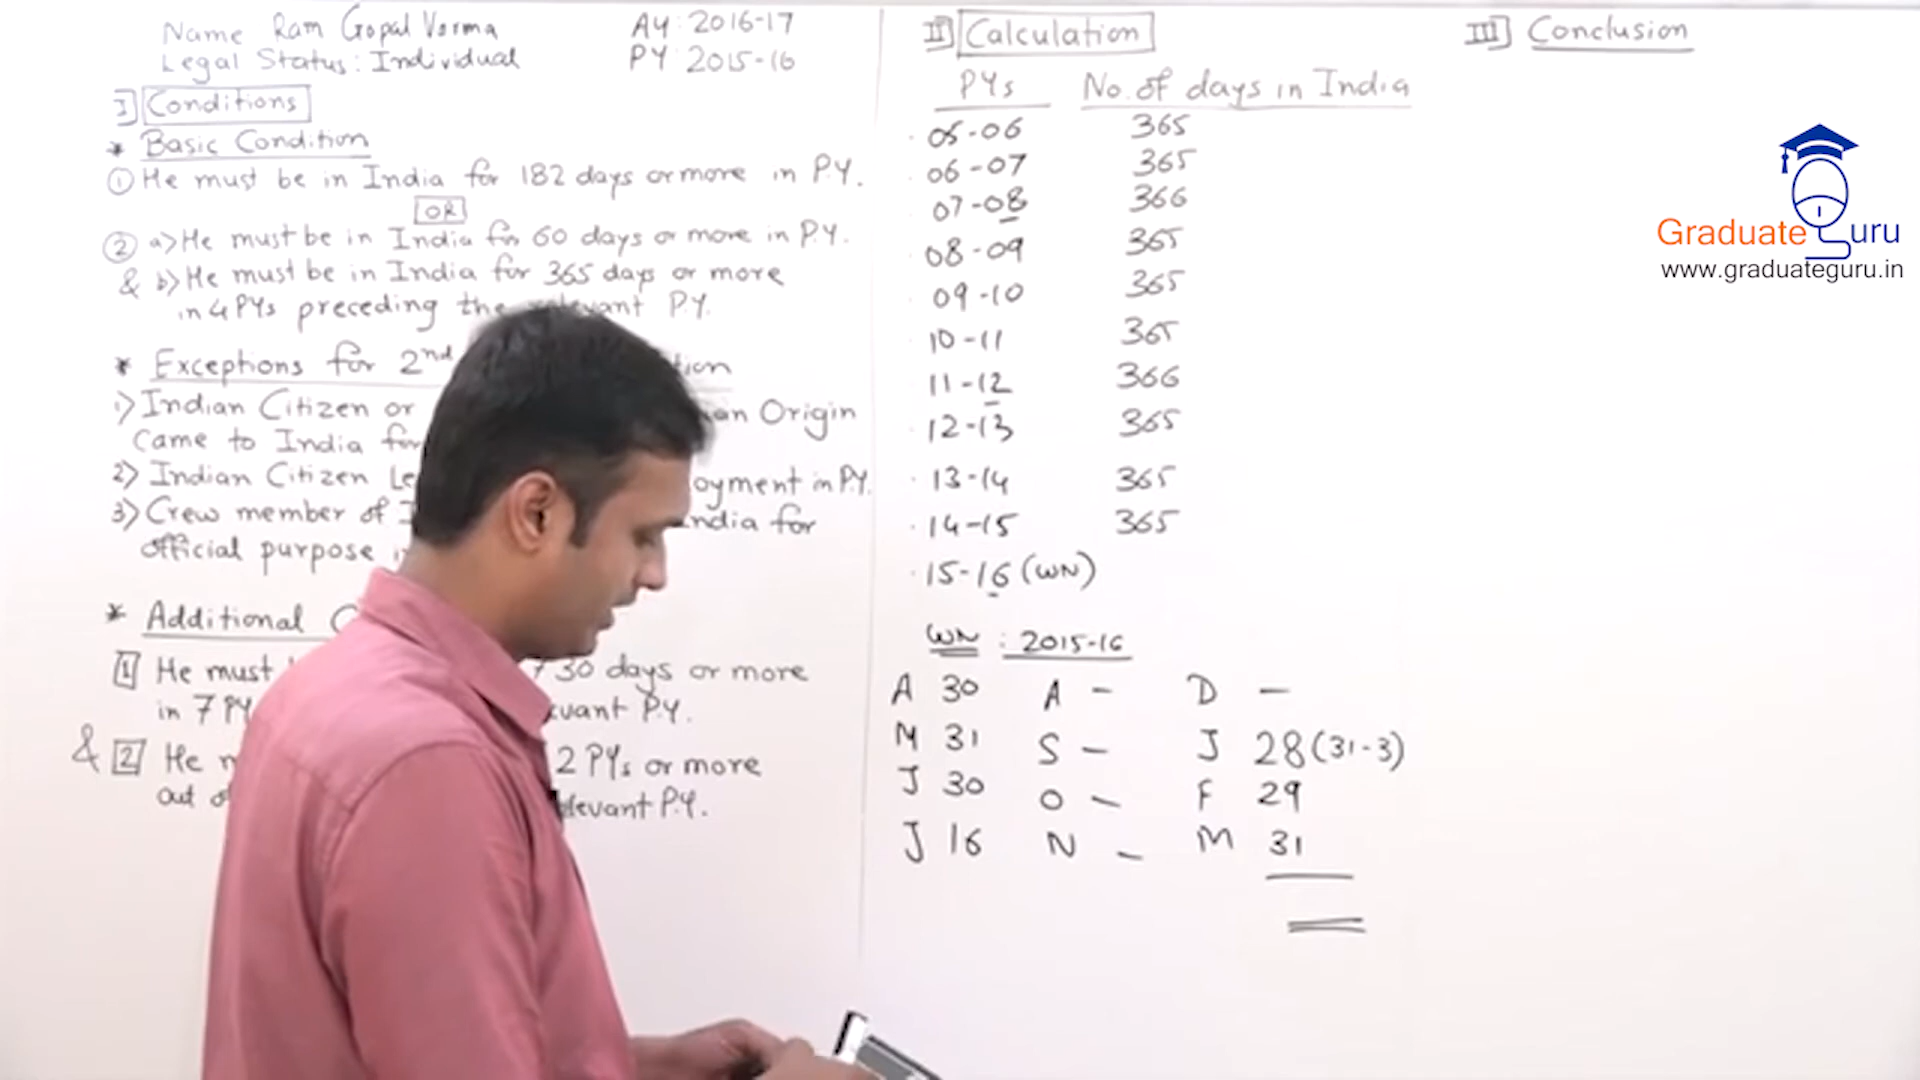 Name Ram Gopal Varma AY: 2016-17
Legal Status: Individual PY: 2015-16
I] Conditions
* Basic Condition
① He must be in India for 182 days or more in P.Y.
OR
② a) He must be in India for 60 days or more in P.Y.
& b) He must be in India for 365 days or more
in 4 PYs preceding the relevant P.Y.
* Exceptions for 2nd
1) Indian Citizen or Origin
Came to India for
2) Indian Citizen in P.Y.
3) Crew member of India for
official purpose
* Additional
1 He must 730 days or more
in 7 PY P.Y.
& 2 He 2 PYs or more
out relevant P.Y.
II] Calculation
PYs No. of days in India
05-06 365
06-07 365
07-08 366
08-09 365
09-10 365
10-11 365
11-12 366
12-13 365
13-14 365
14-15 365
15-16 (WN)
WN : 2015-16
A 30 A - D -
M 31 S - J 28 (31-3)
J 30 O - F 29
J 16 N - M 31
III] Conclusion
Graduate Guru
www.graduateguru.in